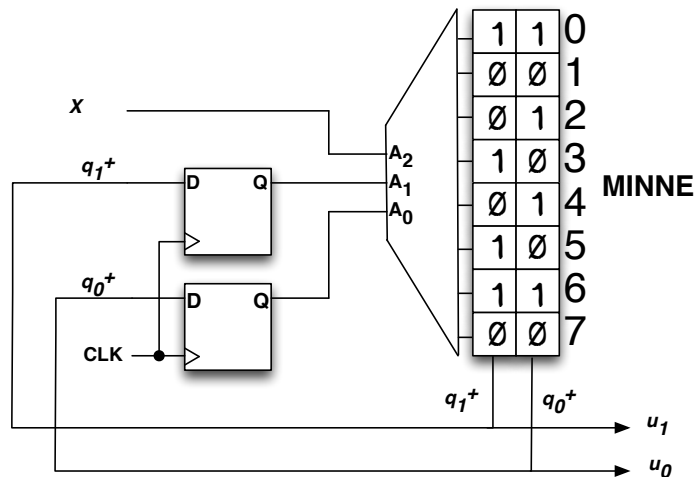 1 1 0
Ø Ø 1
x
Ø 1 2
A2
1 Ø 3
q1+
D Q
A1
MINNE
A0
Ø 1 4
1 Ø 5
q0+
D Q
1 1 6
CLK
Ø Ø 7
q1+ q0+
u1
u0